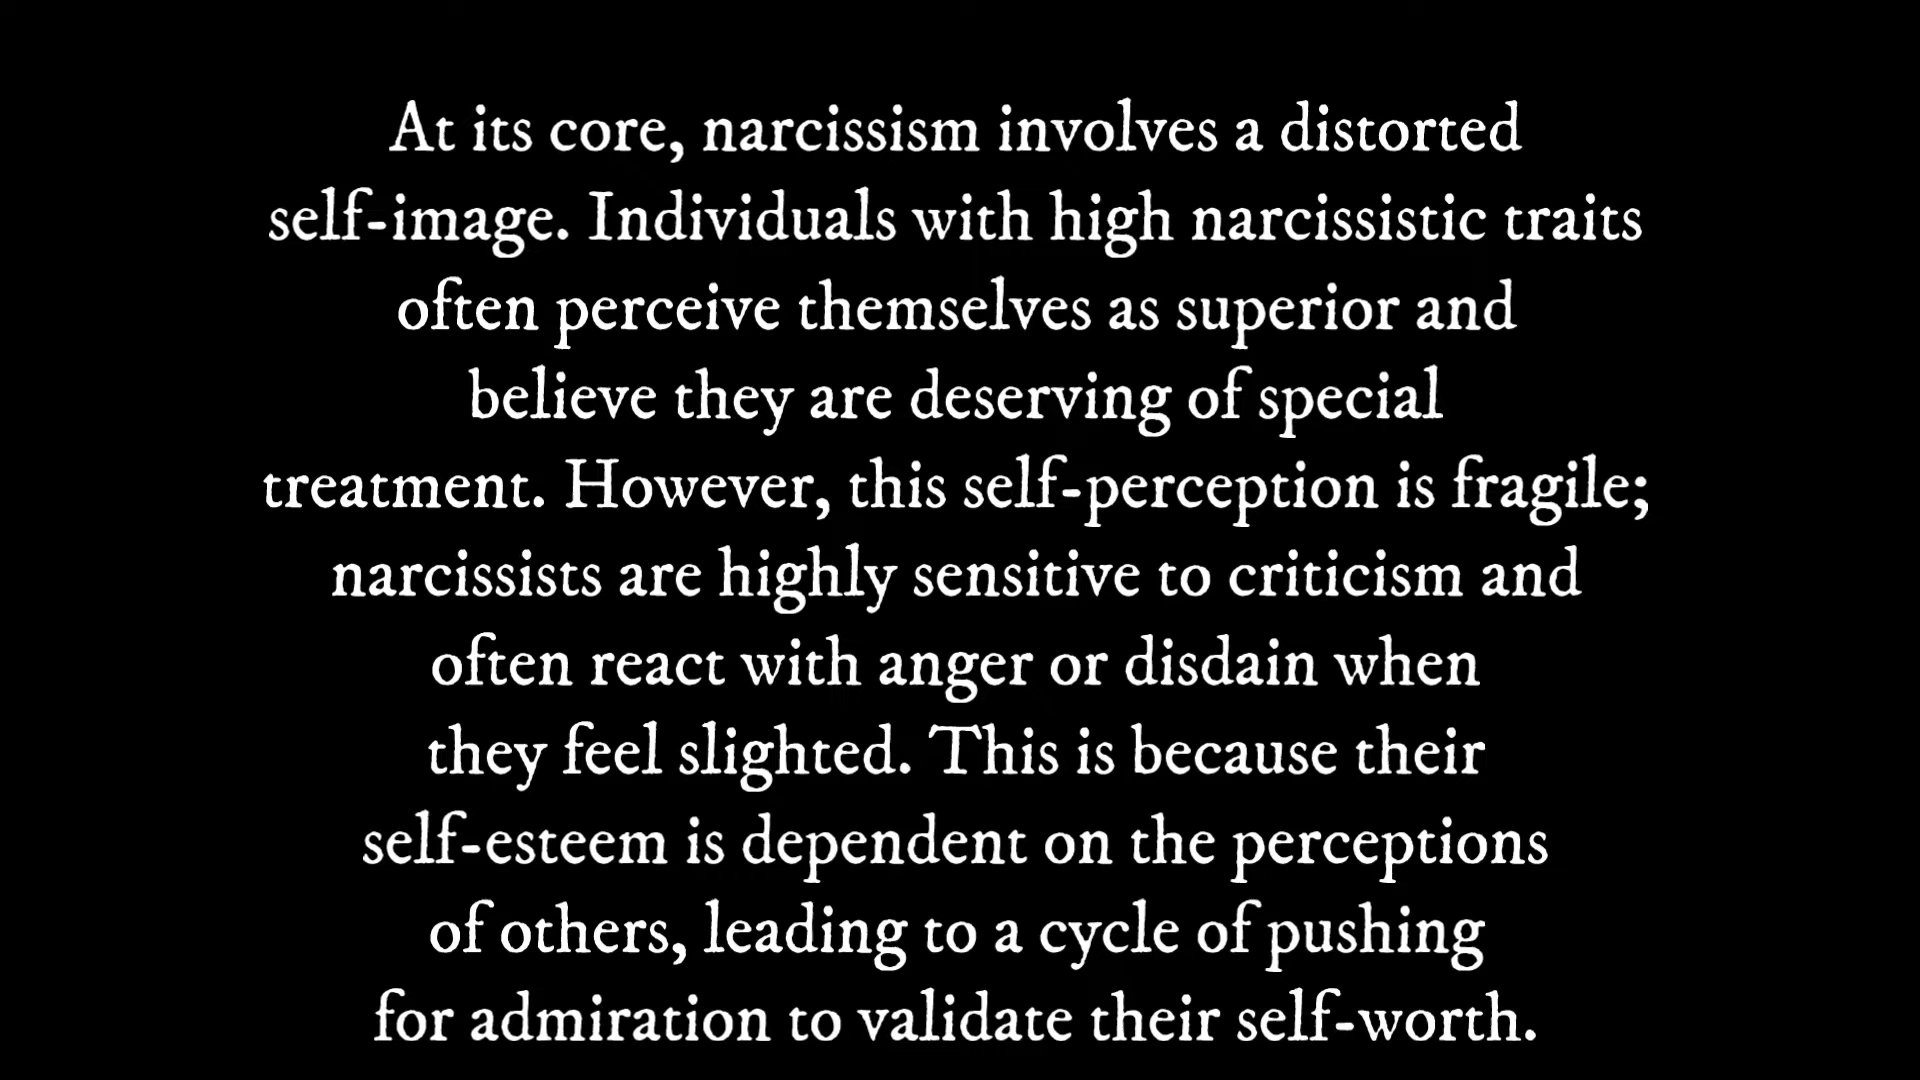 At its core, narcissism involves a distorted
self-image. Individuals with high narcissistic traits
often perceive themselves as superior and
believe they are deserving of special
treatment. However, this self-perception is fragile;
narcissists are highly sensitive to criticism and
often react with anger or disdain when
they feel slighted. This is because their
self-esteem is dependent on the perceptions
of others, leading to a cycle of pushing
for admiration to validate their self-worth.